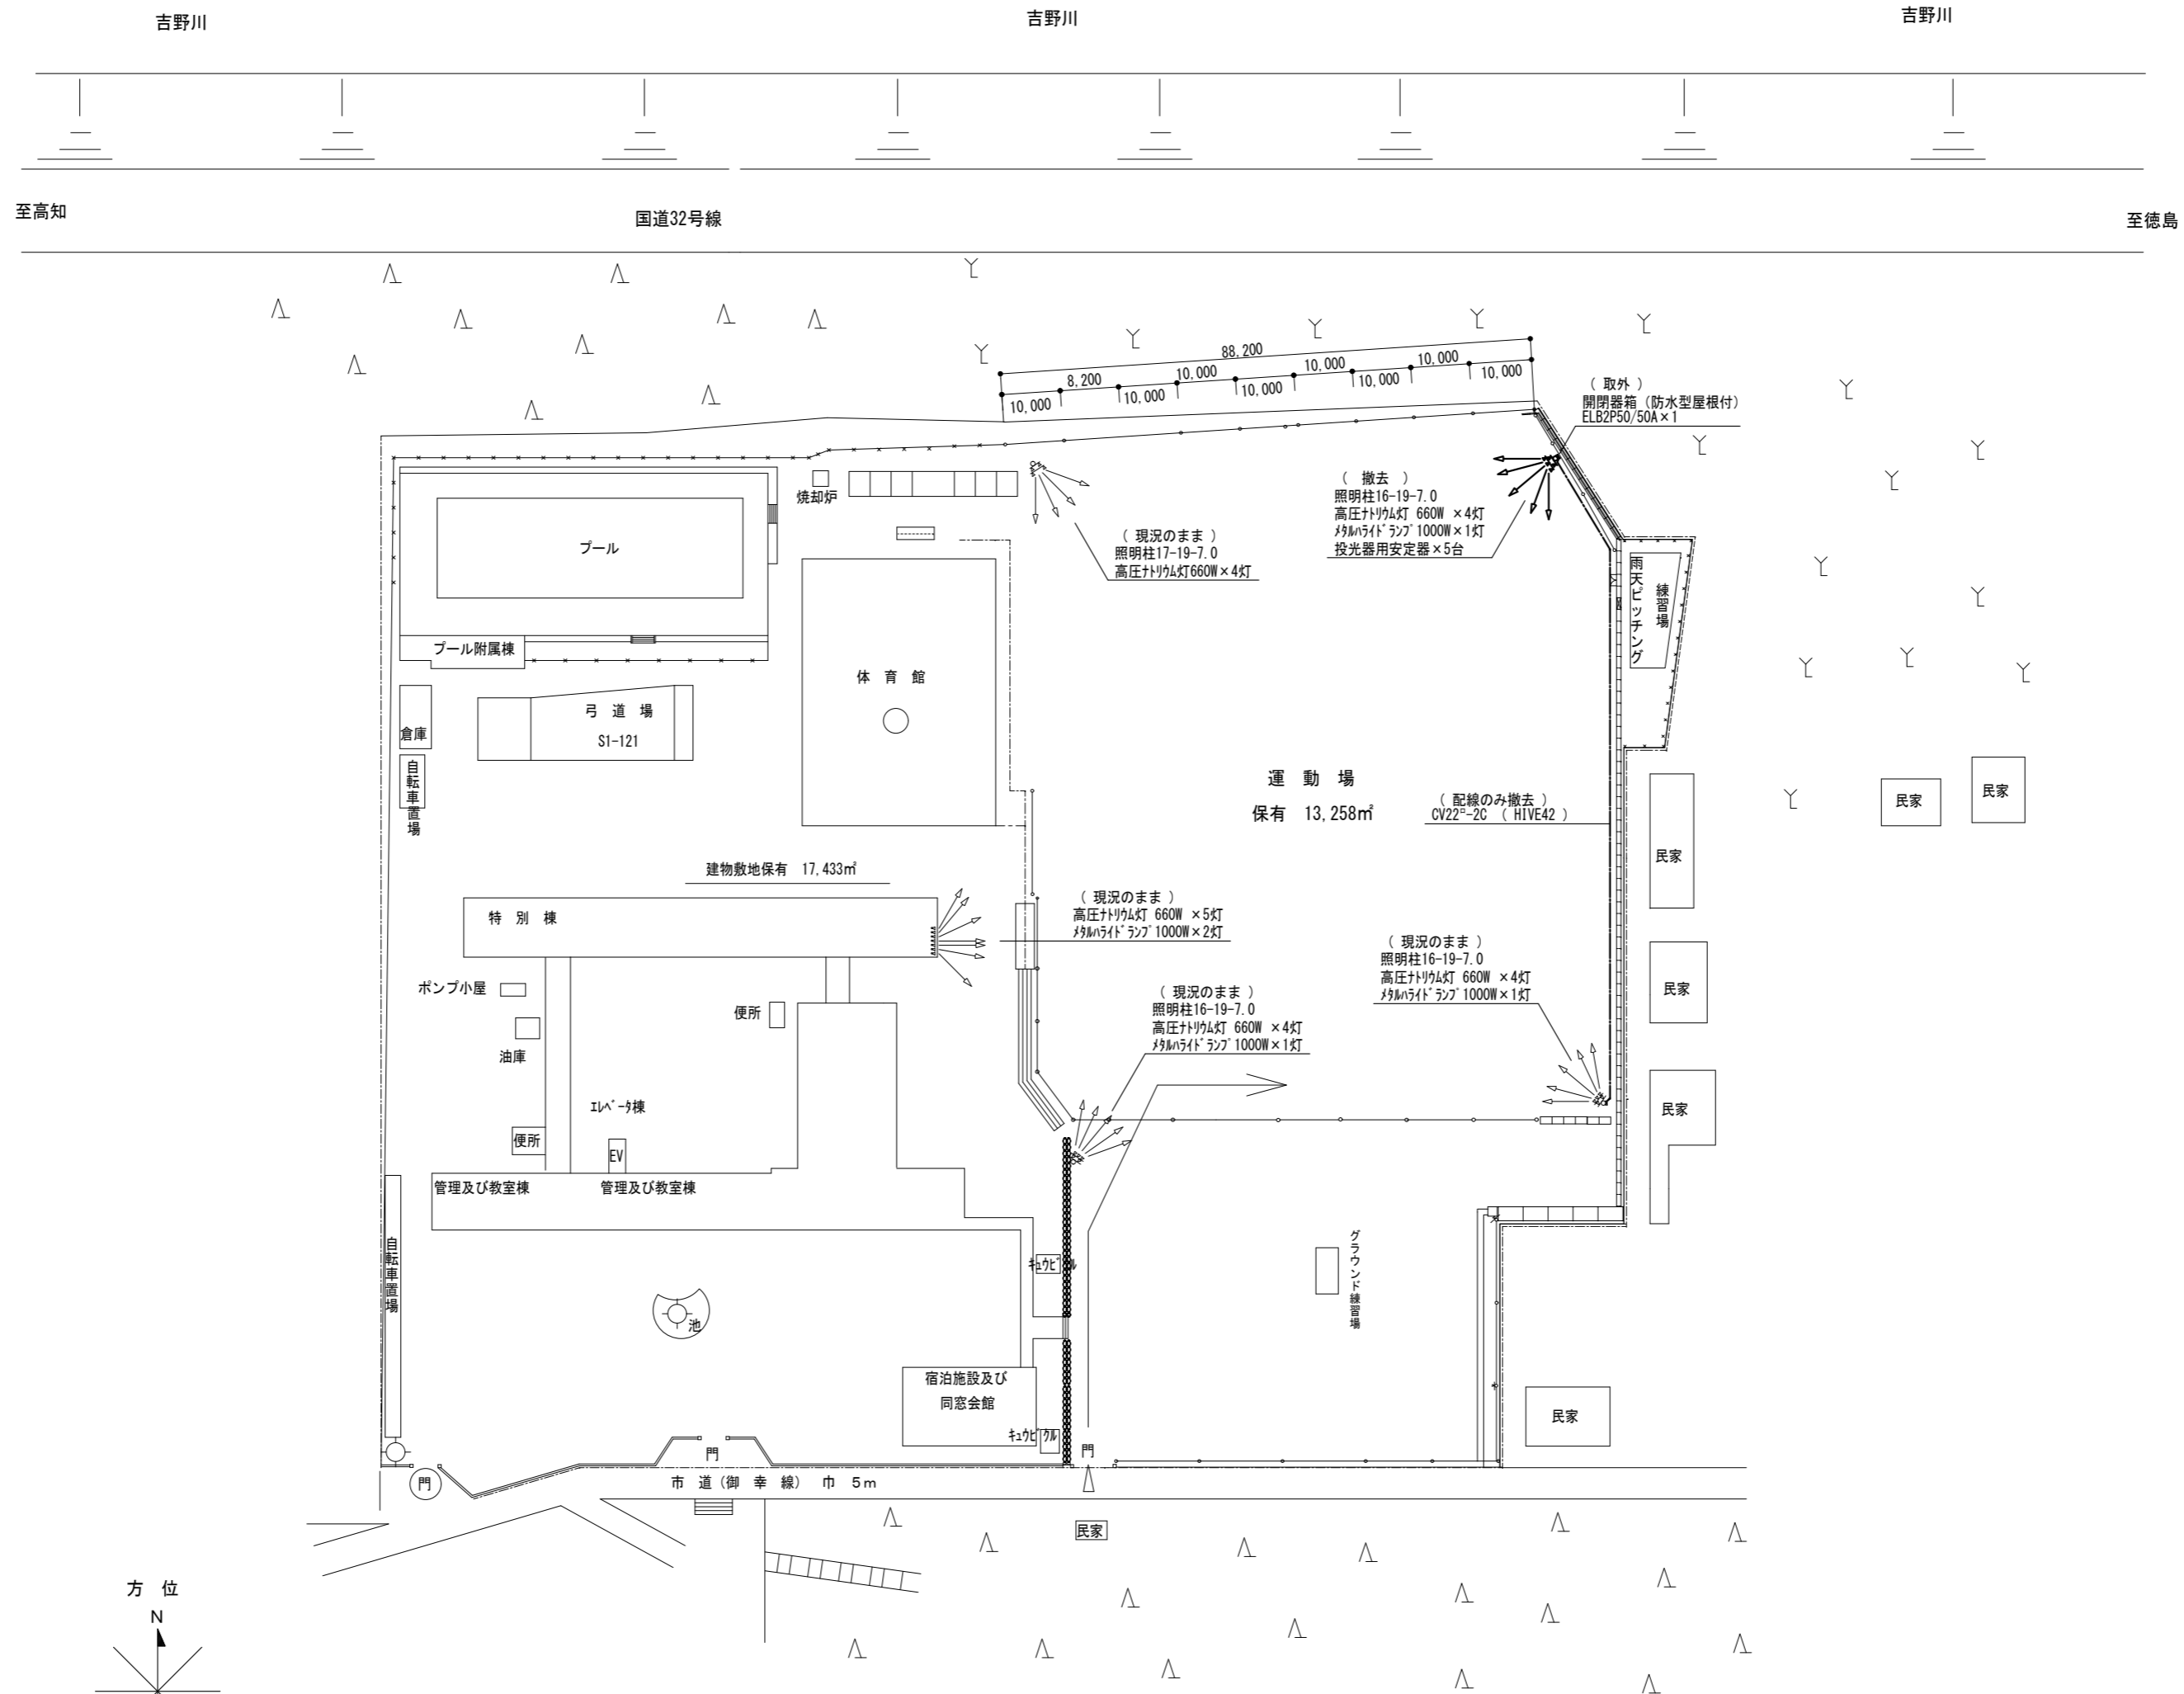 吉野川
吉野川
吉野川
至高知
国道32号線
至徳島
88,200
8,200
10,000
10,000
10,000
10,000
10,000
10,000
10,000
10,000
（ 取外 ）
開閉器箱（防水型屋根付）
ELB2P50/50A×1
（ 撤去 ）
照明柱16-19-7.0
高圧ﾅﾄﾘｳﾑ灯 660W ×4灯
ﾒﾀﾙﾊﾗｲﾄﾞﾗﾝﾌﾟ1000W×1灯
投光器用安定器×5台
焼却炉
（ 現況のまま ）
照明柱17-19-7.0
高圧ﾅﾄﾘｳﾑ灯660W×4灯
プール
雨天ピッチング
練習場
プール附属棟
体 育 館
弓 道 場
S1-121
倉庫
自転車置場
運 動 場
保有 13,258㎡
（ 配線のみ撤去 ）
CV22□-2C （ HIVE42 ）
民家
民家
民家
建物敷地保有 17,433㎡
特 別 棟
（ 現況のまま ）
高圧ﾅﾄﾘｳﾑ灯 660W ×5灯
ﾒﾀﾙﾊﾗｲﾄﾞﾗﾝﾌﾟ1000W×2灯
（ 現況のまま ）
照明柱16-19-7.0
高圧ﾅﾄﾘｳﾑ灯 660W ×4灯
ﾒﾀﾙﾊﾗｲﾄﾞﾗﾝﾌﾟ1000W×1灯
民家
ポンプ小屋
便所
（ 現況のまま ）
照明柱16-19-7.0
高圧ﾅﾄﾘｳﾑ灯 660W ×4灯
ﾒﾀﾙﾊﾗｲﾄﾞﾗﾝﾌﾟ1000W×1灯
油庫
ｴﾚﾍﾞｰﾀ棟
民家
便所
EV
管理及び教室棟
管理及び教室棟
自転車置場
ｷｭｳﾋﾞｸﾙ
グラウンド練習場
池
宿泊施設及び
同窓会館
民家
ｷｭｳﾋﾞｸﾙ
門
門
門
市 道（御 幸 線） 巾 5m
民家
方 位
N